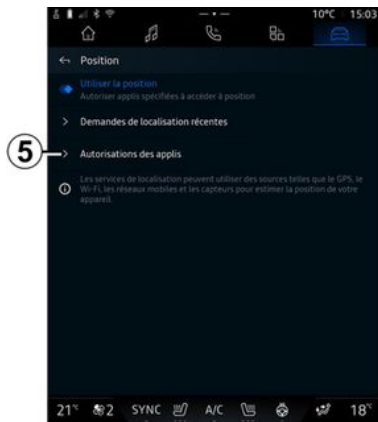 10°C 15:03
Position
Utiliser la position
Autoriser applis spécifiées à accéder à position
Demandes de localisation récentes
5
Autorisations des applis
Les services de localisation peuvent utiliser des sources telles que le GPS, le
Wi-Fi, les réseaux mobiles et les capteurs pour estimer la position de votre
appareil.
21°C 2 SYNC A/C 18°C